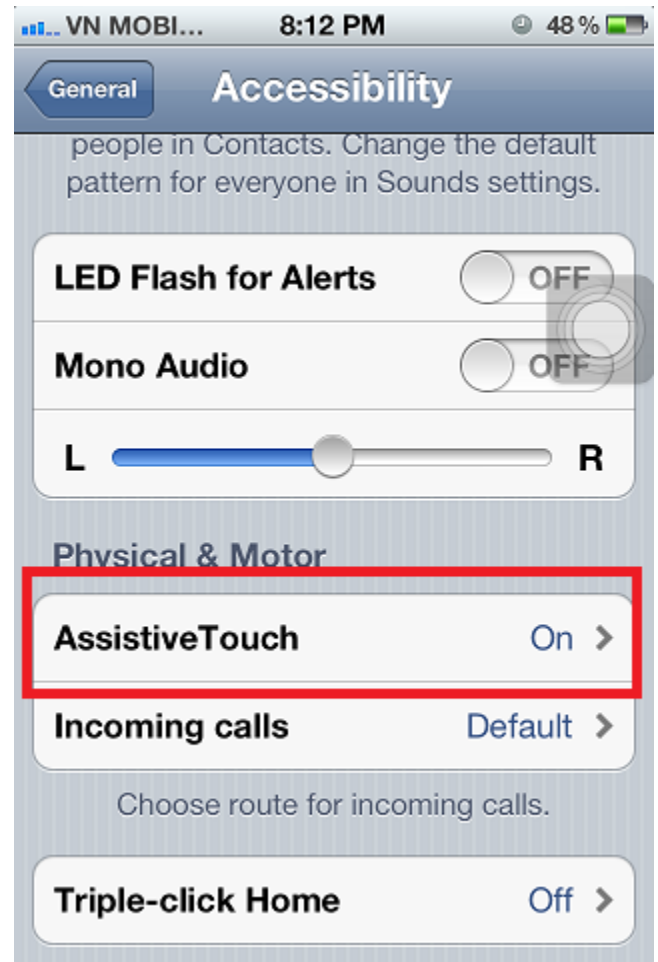 VN MOBI... 8:12 PM 48 %
General Accessibility
people in Contacts. Change the default
pattern for everyone in Sounds settings.
LED Flash for Alerts OFF
Mono Audio OFF
L R
Physical & Motor
AssistiveTouch On
Incoming calls Default
Choose route for incoming calls.
Triple-click Home Off